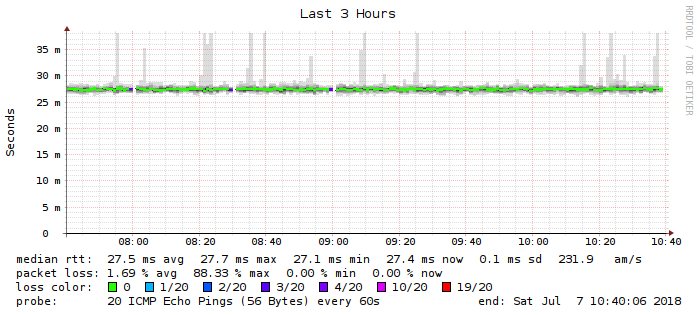 Last 3 Hours
RRDTOOL / TOBI OETIKER
Seconds
35 m
30 m
25 m
20 m
15 m
10 m
5 m
0
08:00 08:20 08:40 09:00 09:20 09:40 10:00 10:20 10:40
median rtt: 27.5 ms avg 27.7 ms max 27.1 ms min 27.4 ms now 0.1 ms sd 231.9 am/s
packet loss: 1.69 % avg 88.33 % max 0.00 % min 0.00 % now
loss color: 0 1/20 2/20 3/20 4/20 10/20 19/20
probe: 20 ICMP Echo Pings (56 Bytes) every 60s end: Sat Jul 7 10:40:06 2018